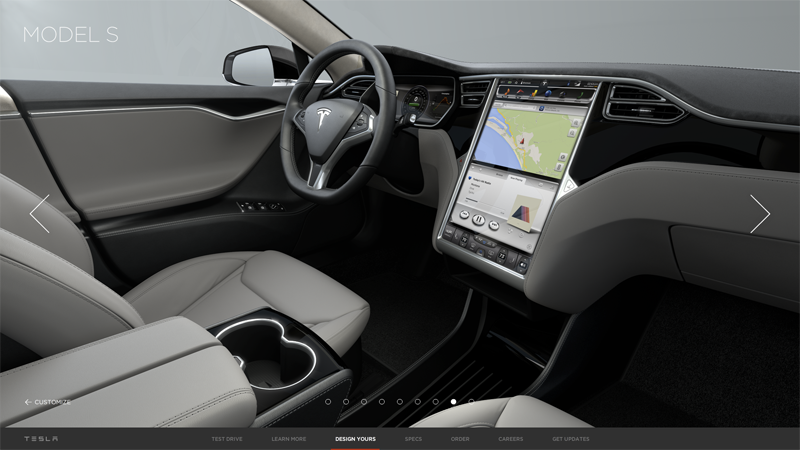 MODEL S
← CUSTOMIZE
TESLA
TEST DRIVE
LEARN MORE
DESIGN YOURS
SPECS
ORDER
CAREERS
GET UPDATES